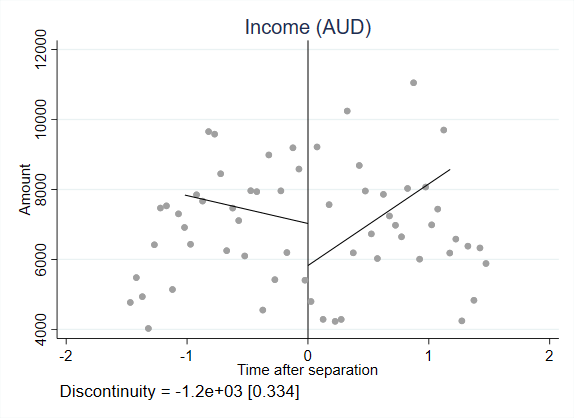 Income (AUD)
12000
10000
8000
6000
4000
Amount
-2 -1 0 1 2
Time after separation
Discontinuity = -1.2e+03 [0.334]